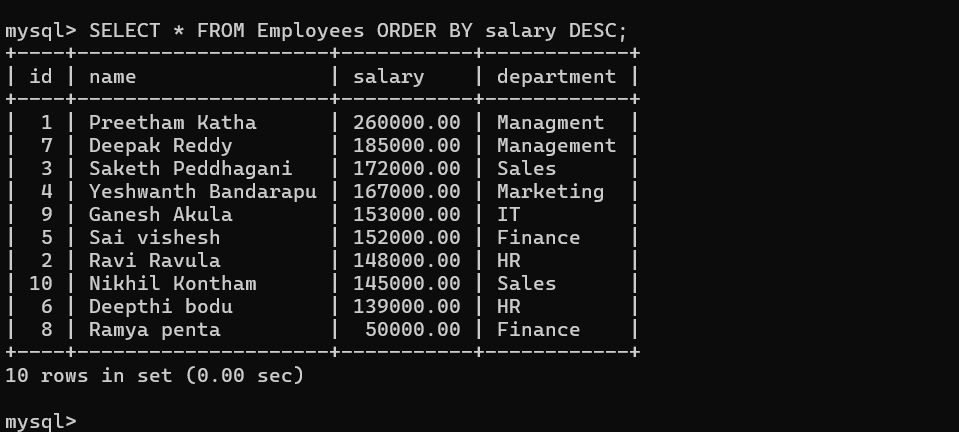 mysql> SELECT * FROM Employees ORDER BY salary DESC;
+----+---------------------+-----------+------------+
| id | name                | salary    | department |
+----+---------------------+-----------+------------+
|  1 | Preetham Katha      | 260000.00 | Managment  |
|  7 | Deepak Reddy        | 185000.00 | Management |
|  3 | Saketh Peddhagani   | 172000.00 | Sales      |
|  4 | Yeshwanth Bandarapu | 167000.00 | Marketing  |
|  9 | Ganesh Akula        | 153000.00 | IT         |
|  5 | Sai vishesh         | 152000.00 | Finance    |
|  2 | Ravi Ravula         | 148000.00 | HR         |
| 10 | Nikhil Kontham      | 145000.00 | Sales      |
|  6 | Deepthi bodu        | 139000.00 | HR         |
|  8 | Ramya penta         |  50000.00 | Finance    |
+----+---------------------+-----------+------------+
10 rows in set (0.00 sec)
mysql>